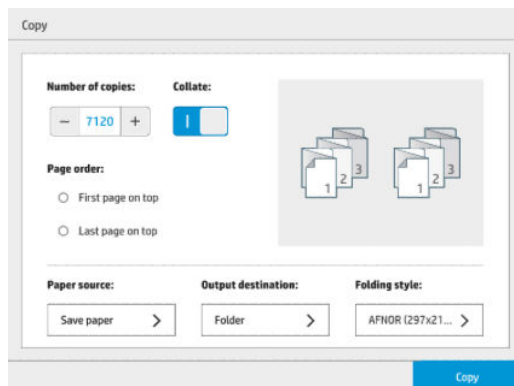 Copy
Number of copies: Collate:
− 7120 +
1 2 3 1 2 3
Page order:
First page on top
Last page on top
Paper source: Output destination: Folding style:
Save paper Folder AFNOR (297x21...
Copy